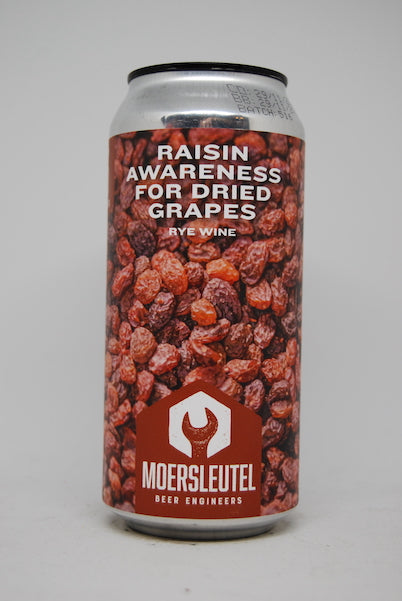 RAISIN
AWARENESS
FOR DRIED
GRAPES
RYE WINE
MOERSLEUTEL
BEER ENGINEERS